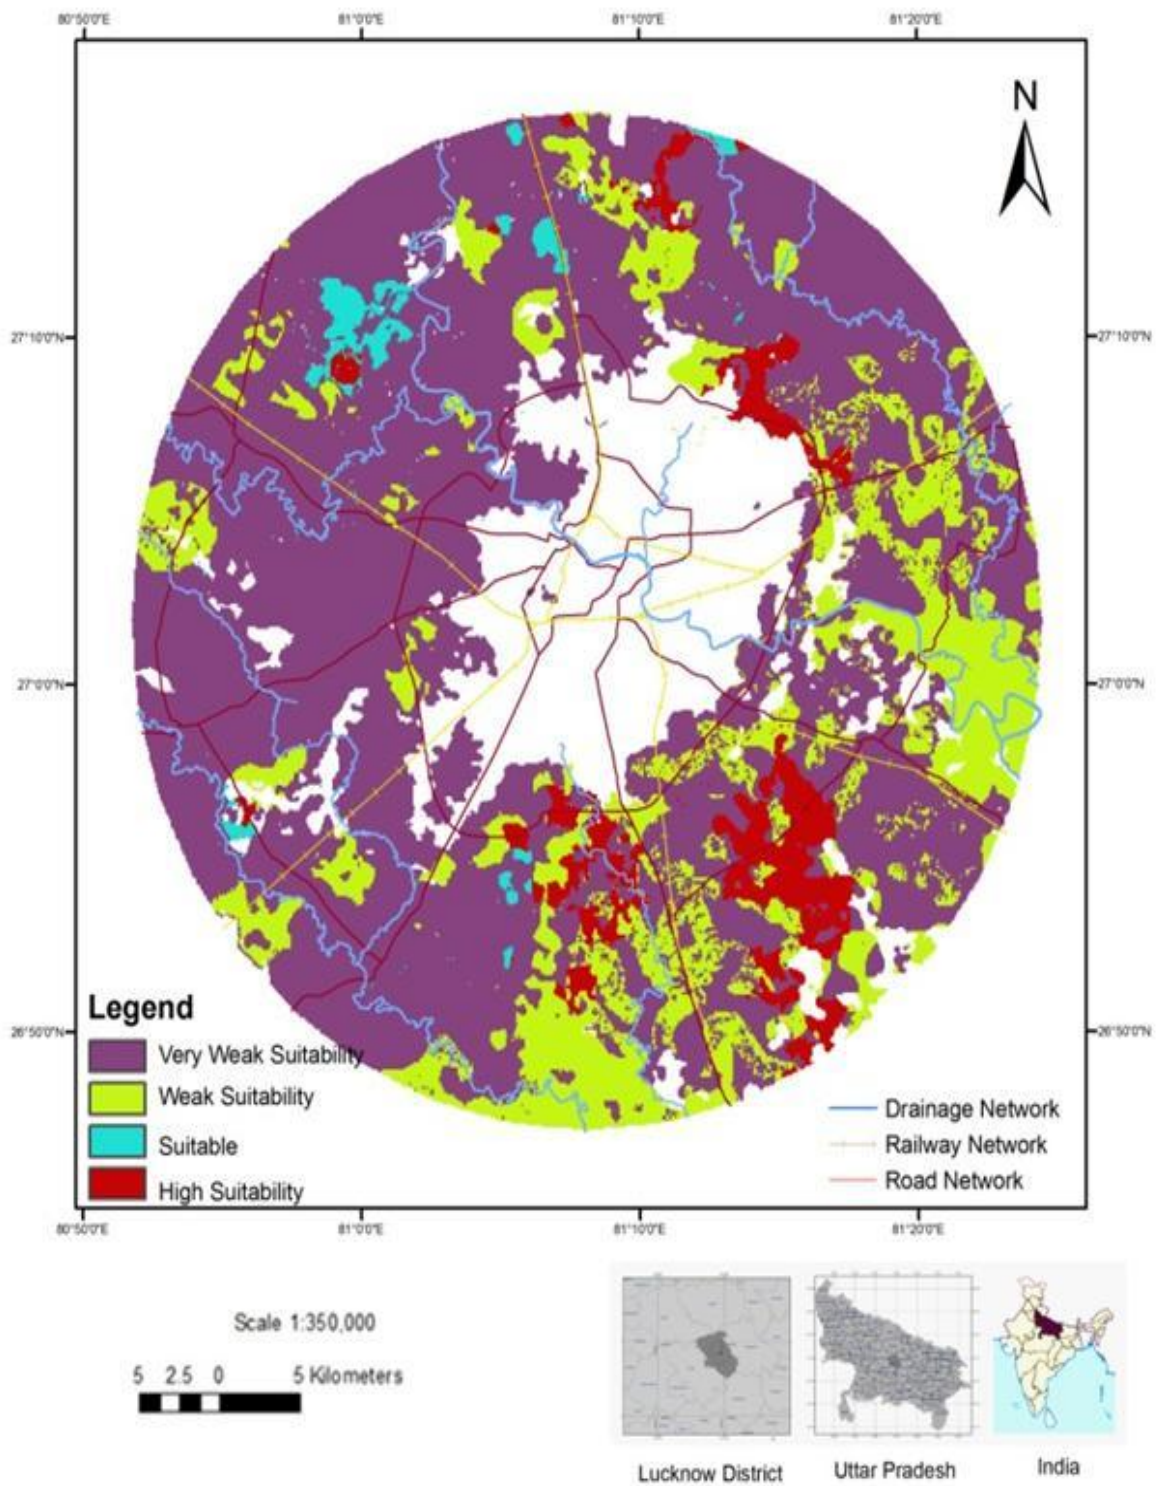 80°50'0"E 81°0'0"E 81°10'0"E 81°20'0"E
N
27°10'0"N 27°10'0"N
27°0'0"N 27°0'0"N
Legend
26°50'0"N 26°50'0"N
Very Weak Suitability
Weak Suitability
Suitable
High Suitability
Drainage Network
Railway Network
Road Network
80°50'0"E 81°0'0"E 81°10'0"E 81°20'0"E
Scale 1:350,000
5 2.5 0 5 Kilometers
Lucknow District Uttar Pradesh India